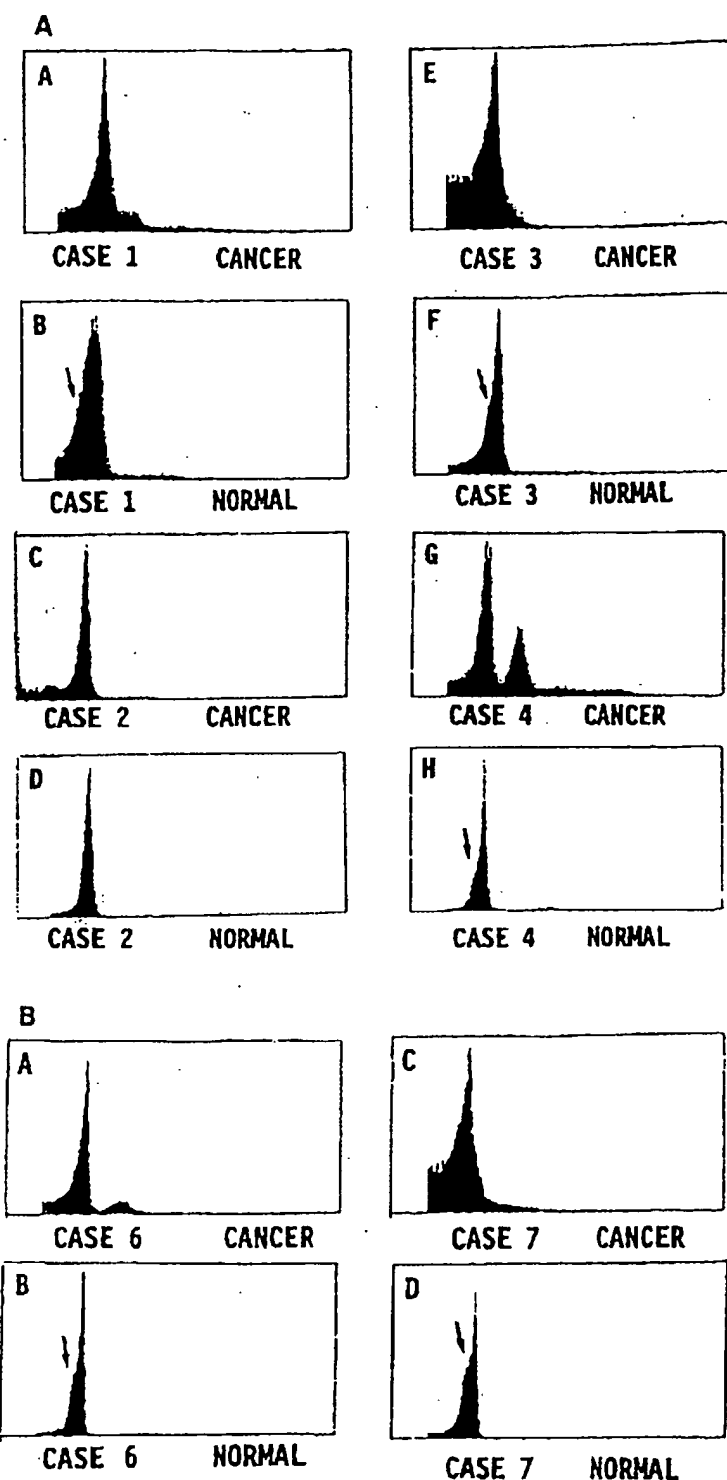 A
A
CASE 1 CANCER
E
CASE 3 CANCER
B
CASE 1 NORMAL
F
CASE 3 NORMAL
C
CASE 2 CANCER
G
CASE 4 CANCER
D
CASE 2 NORMAL
H
CASE 4 NORMAL
B
A
CASE 6 CANCER
C
CASE 7 CANCER
B
CASE 6 NORMAL
D
CASE 7 NORMAL